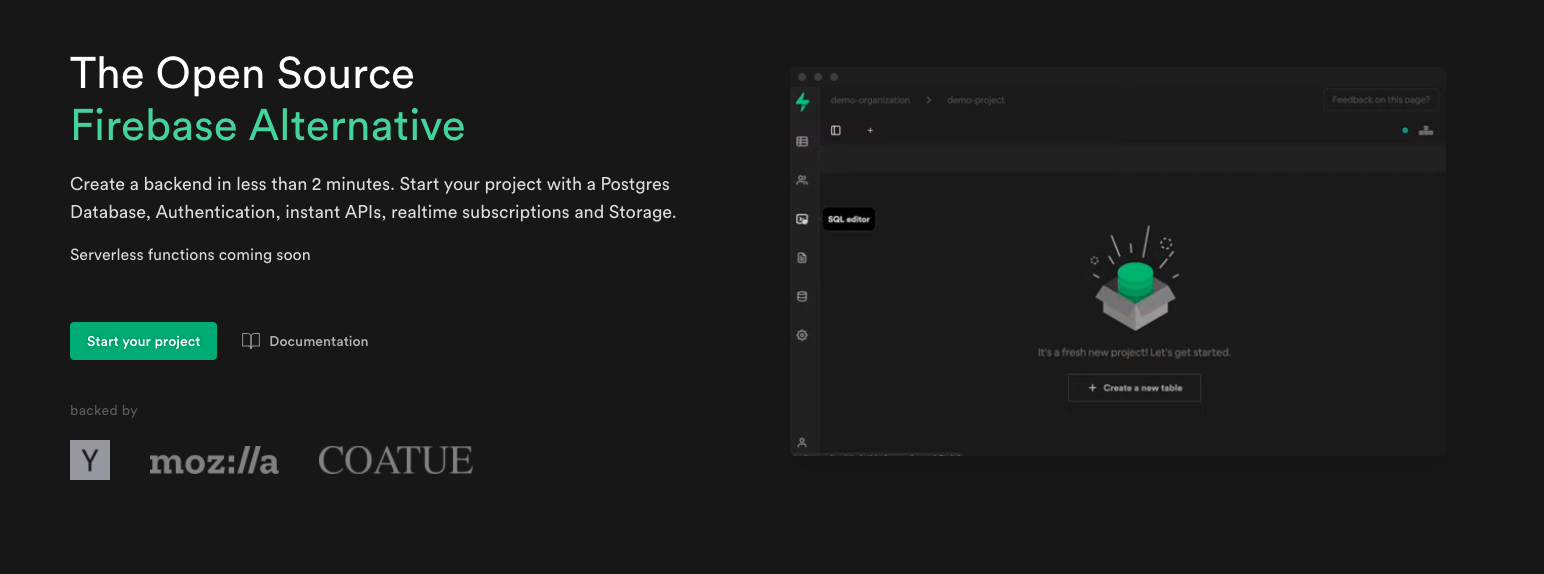 The Open Source
Firebase Alternative
Create a backend in less than 2 minutes. Start your project with a Postgres
Database, Authentication, instant APIs, realtime subscriptions and Storage.
Serverless functions coming soon
Start your project
Documentation
backed by
Y
moz://a
COATUE
demo-organization
demo-project
Feedback on this page?
SQL editor
It's a fresh new project! Let's get started.
+ Create a new table